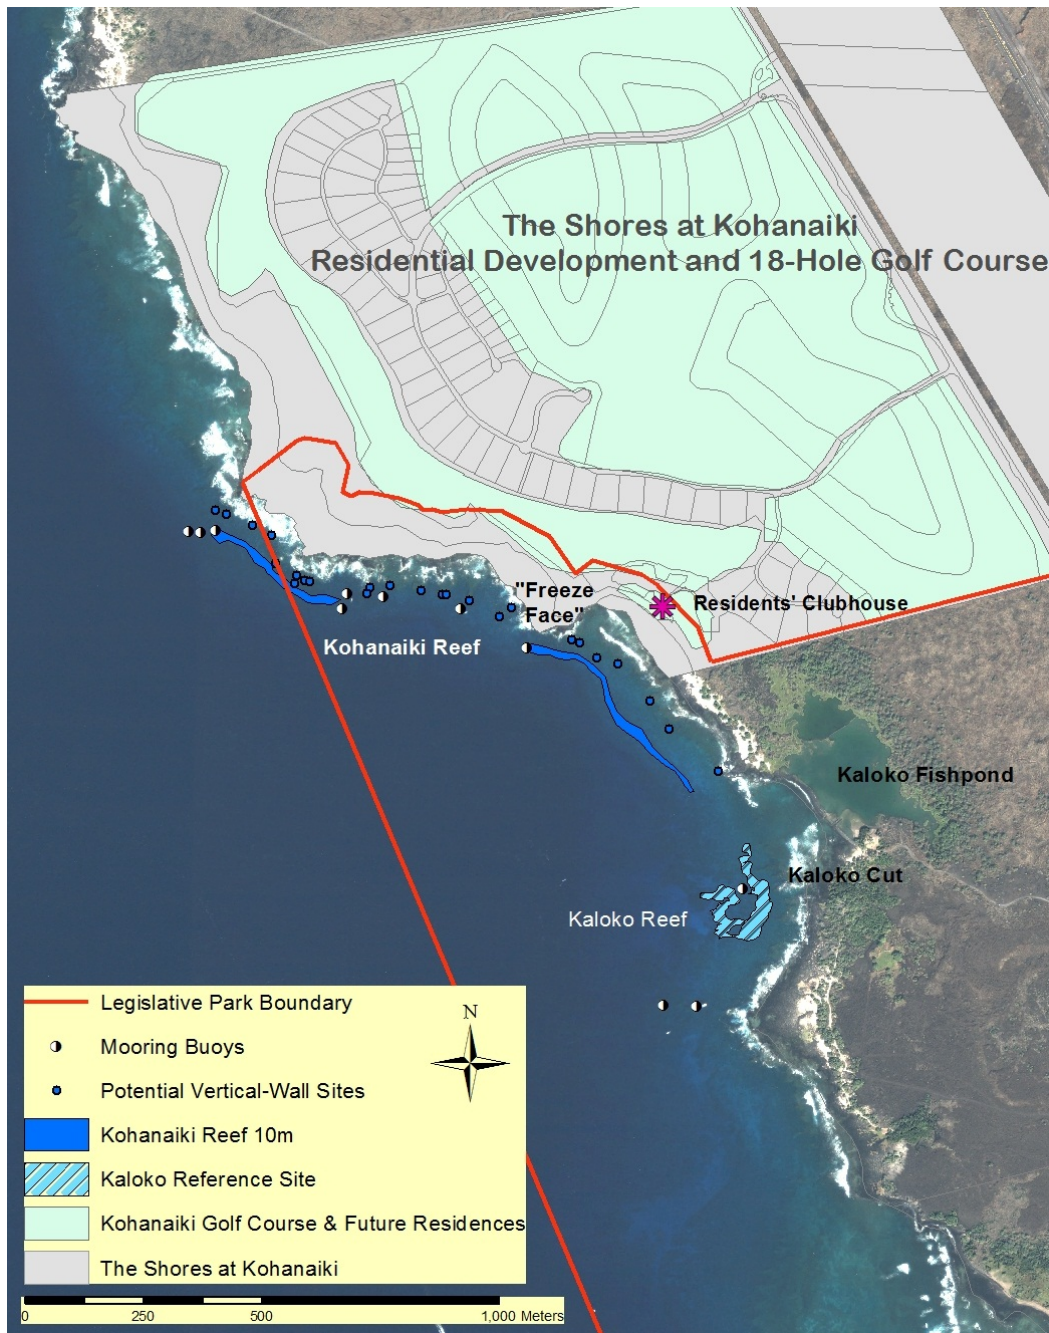 The Shores at Kohanaiki
Residential Development and 18-Hole Golf Course
"Freeze
Face"
Residents' Clubhouse
Kohanaiki Reef
Kaloko Fishpond
Kaloko Cut
Kaloko Reef
Legislative Park Boundary
N
Mooring Buoys
Potential Vertical-Wall Sites
Kohanaiki Reef 10m
Kaloko Reference Site
Kohanaiki Golf Course & Future Residences
The Shores at Kohanaiki
0 250 500 1,000 Meters